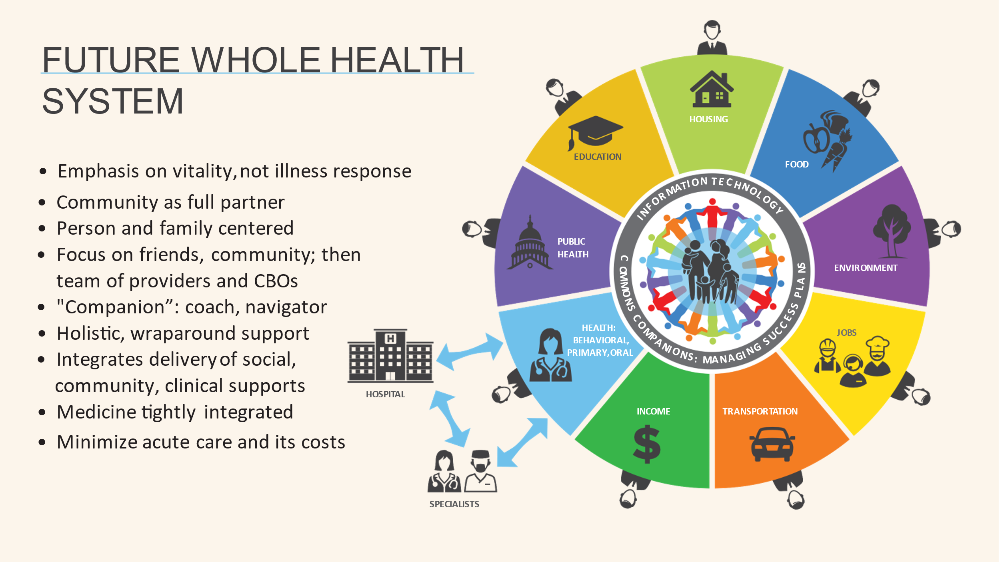 FUTURE WHOLE HEALTH
SYSTEM
• Emphasis on vitality, not illness response
• Community as full partner
• Person and family centered
• Focus on friends, community; then
team of providers and CBOs
• "Companion”: coach, navigator
• Holistic, wraparound support
• Integrates delivery of social,
community, clinical supports
• Medicine tightly integrated
• Minimize acute care and its costs
HOUSING
FOOD
ENVIRONMENT
JOBS
TRANSPORTATION
INCOME
HEALTH:
BEHAVIORAL,
PRIMARY, ORAL
PUBLIC
HEALTH
EDUCATION
INFORMATION TECHNOLOGY
COMMONS COMPANIONS: MANAGING SUCCESS PLANS
H
HOSPITAL
$
SPECIALISTS